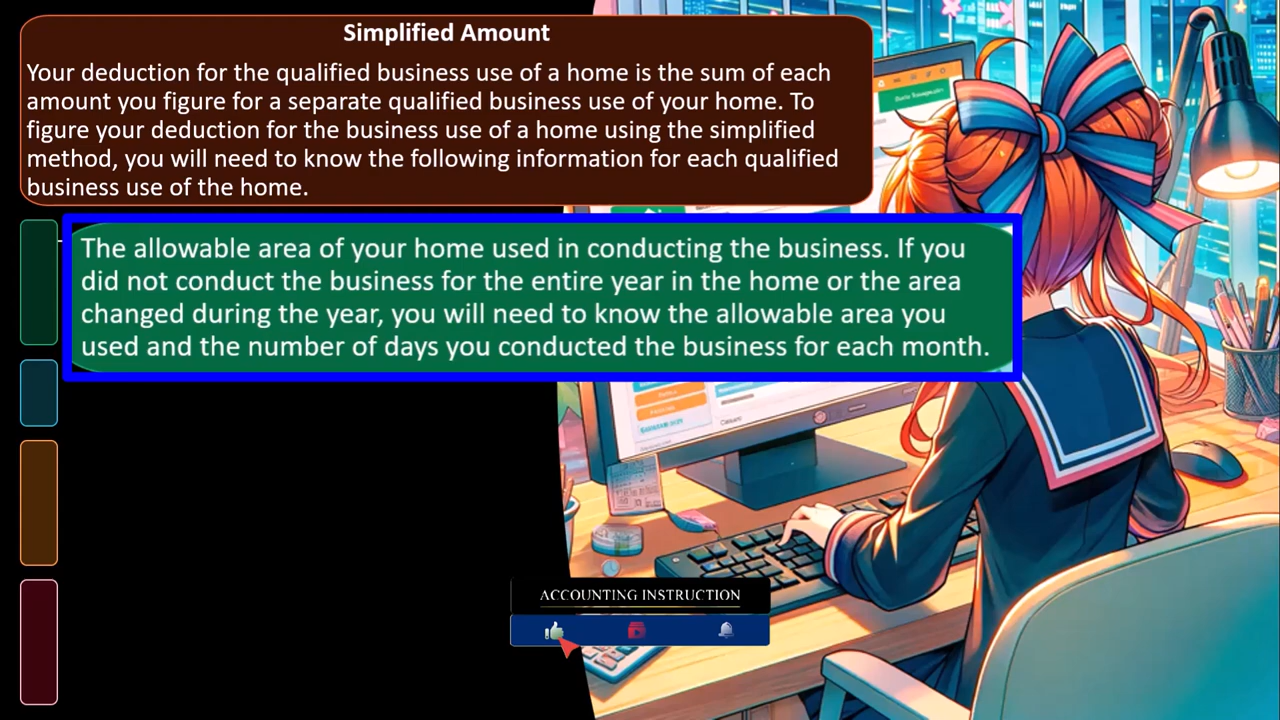 Simplified Amount
Your deduction for the qualified business use of a home is the sum of each
amount you figure for a separate qualified business use of your home. To
figure your deduction for the business use of a home using the simplified
method, you will need to know the following information for each qualified
business use of the home.
The allowable area of your home used in conducting the business. If you
did not conduct the business for the entire year in the home or the area
changed during the year, you will need to know the allowable area you
used and the number of days you conducted the business for each month.
ACCOUNTING INSTRUCTION